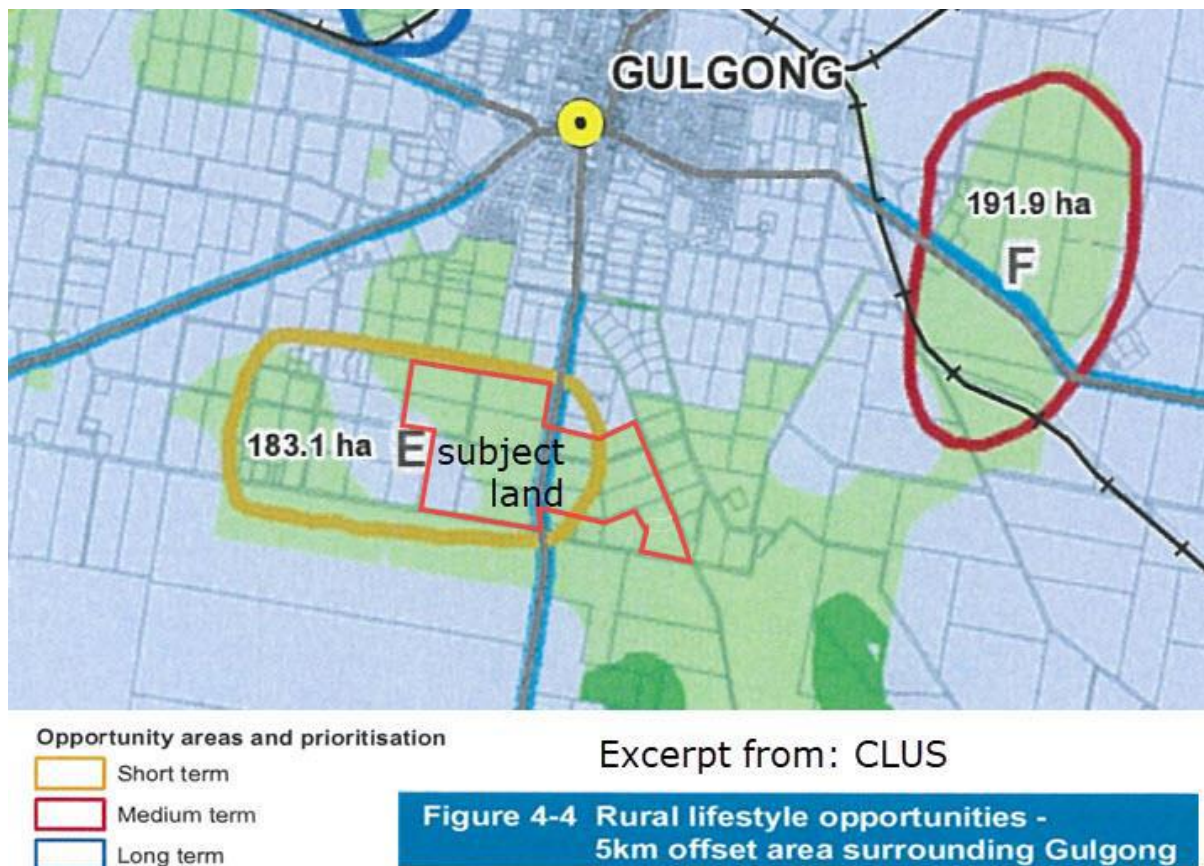 GULGONG
191.9 ha
F
183.1 ha
E
subject
land
Opportunity areas and prioritisation
Short term
Medium term
Long term
Excerpt from: CLUS
Figure 4-4 Rural lifestyle opportunities -
5km offset area surrounding Gulgong